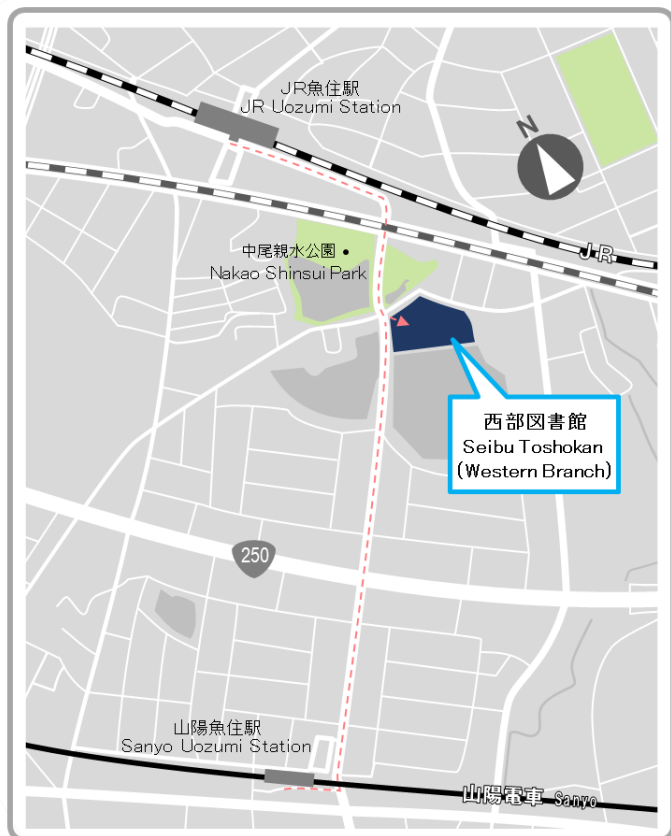 JR魚住駅
JR Uozumi Station
N
JR
中尾親水公園
Nakao Shinsui Park
西部図書館
Seibu Toshokan
(Western Branch)
250
山陽魚住駅
Sanyo Uozumi Station
山陽電車 Sanyo